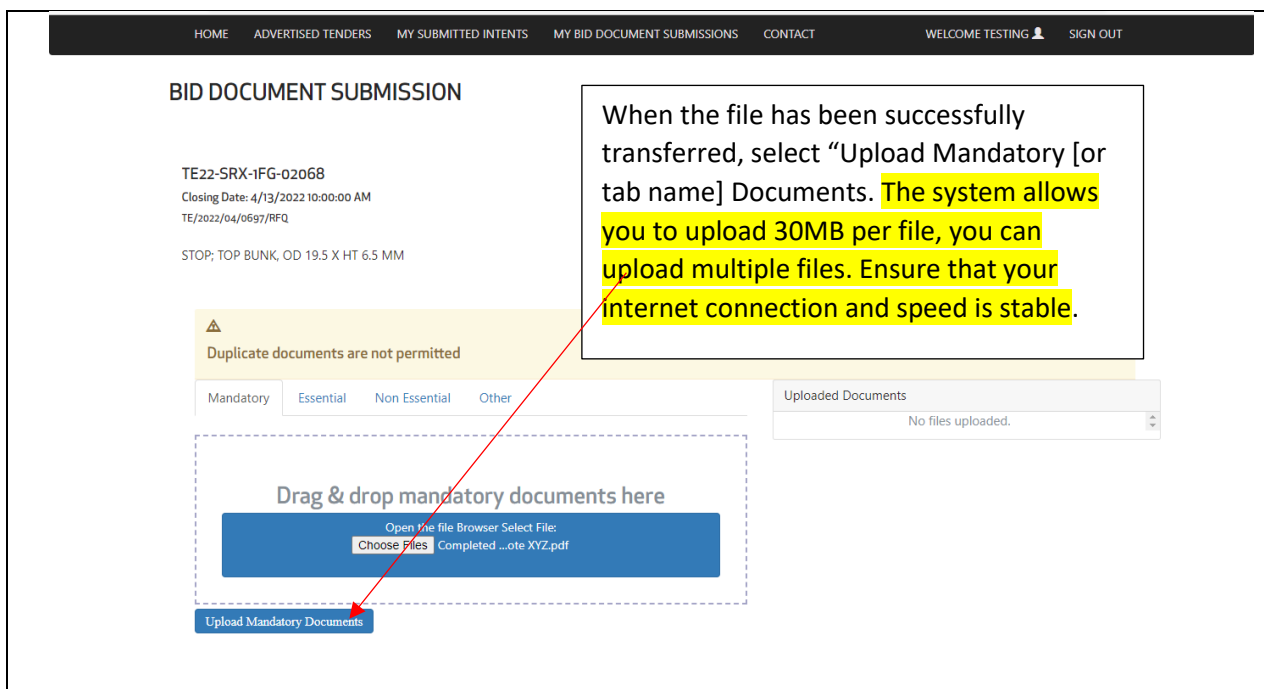 HOME ADVERTISED TENDERS MY SUBMITTED INTENTS MY BID DOCUMENT SUBMISSIONS CONTACT WELCOME TESTING SIGN OUT
BID DOCUMENT SUBMISSION
When the file has been successfully
transferred, select “Upload Mandatory [or
tab name] Documents. The system allows
you to upload 30MB per file, you can
upload multiple files. Ensure that your
internet connection and speed is stable.
TE22-SRX-1FG-02068
Closing Date: 4/13/2022 10:00:00 AM
TE/2022/04/0697/RFQ
STOP; TOP BUNK, OD 19.5 X HT 6.5 MM
Duplicate documents are not permitted
Mandatory Essential Non Essential Other
Uploaded Documents
No files uploaded.
Drag & drop mandatory documents here
Open the file Browser Select File:
Choose Files Completed ...ote XYZ.pdf
Upload Mandatory Documents